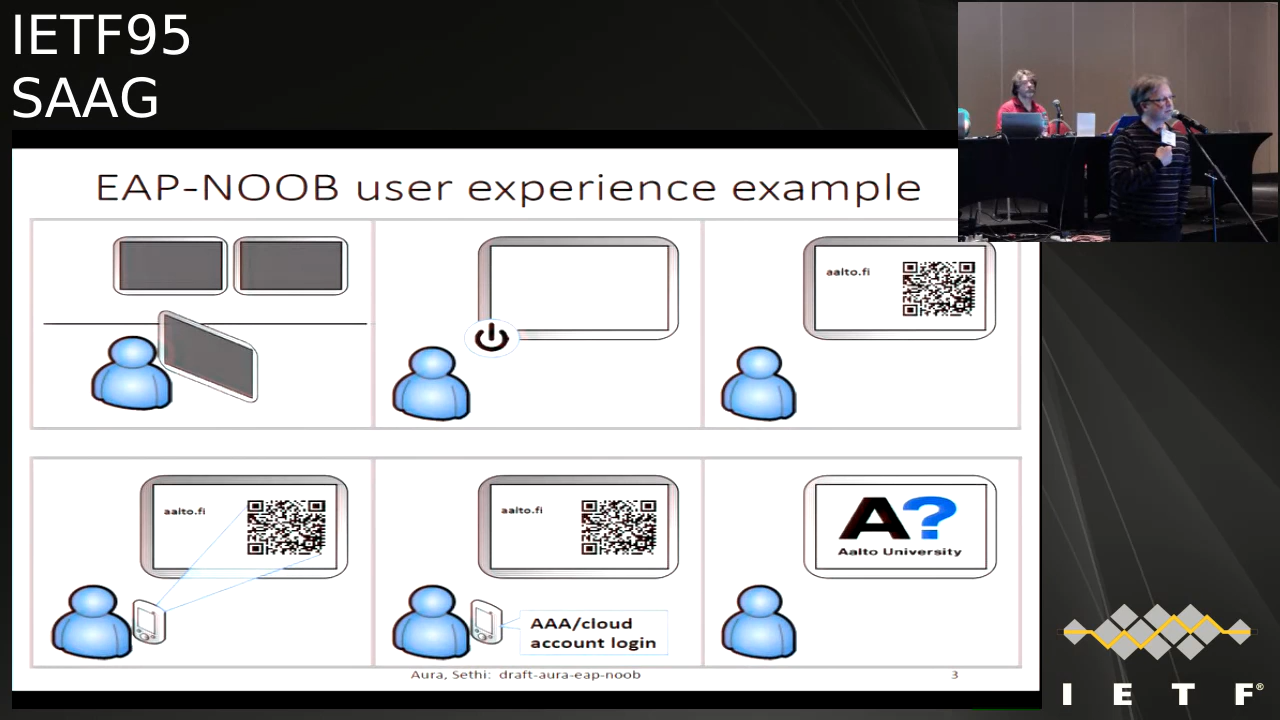 IETF95
SAAG
EAP-NOOB user experience example
aalto.fi
aalto.fi
aalto.fi
A?
Aalto University
AAA/cloud
account login
Aura, Sethi: draft-aura-eap-noob
3
I E T F®